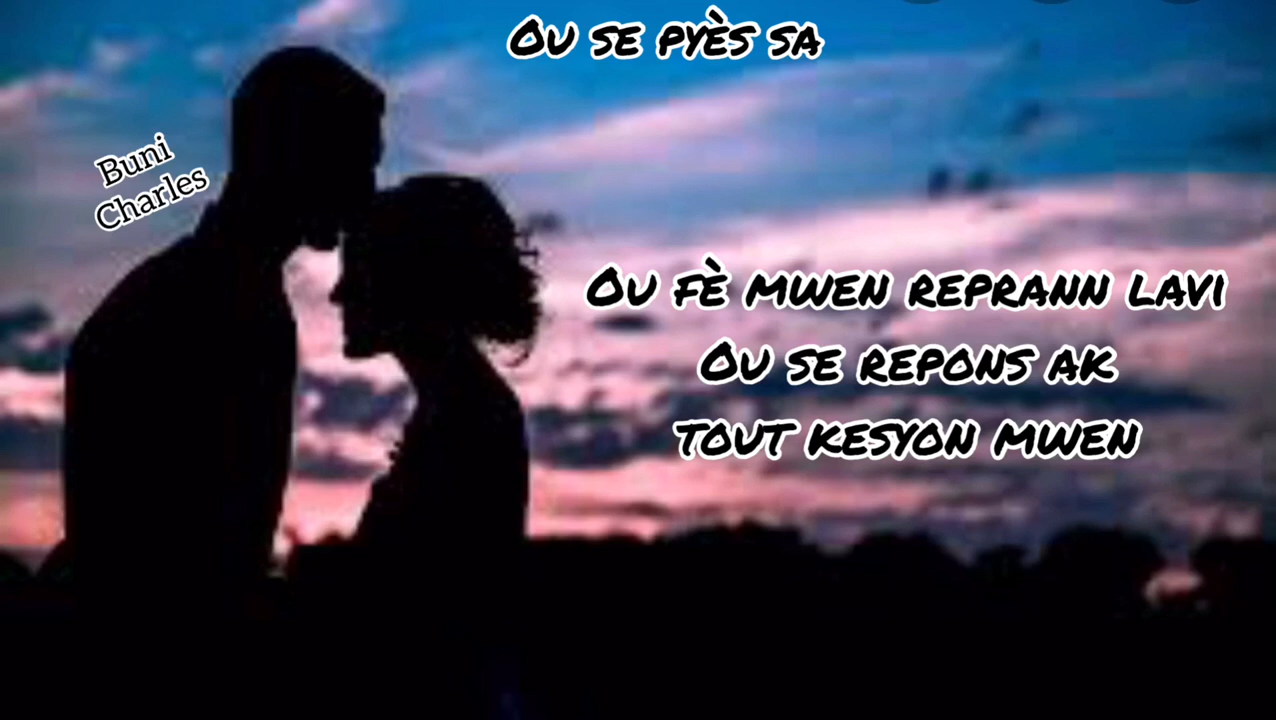 Ou se pyès sa
Buni
Charles
Ou fè mwen reprann lavi
Ou se repons ak
tout kesyon mwen